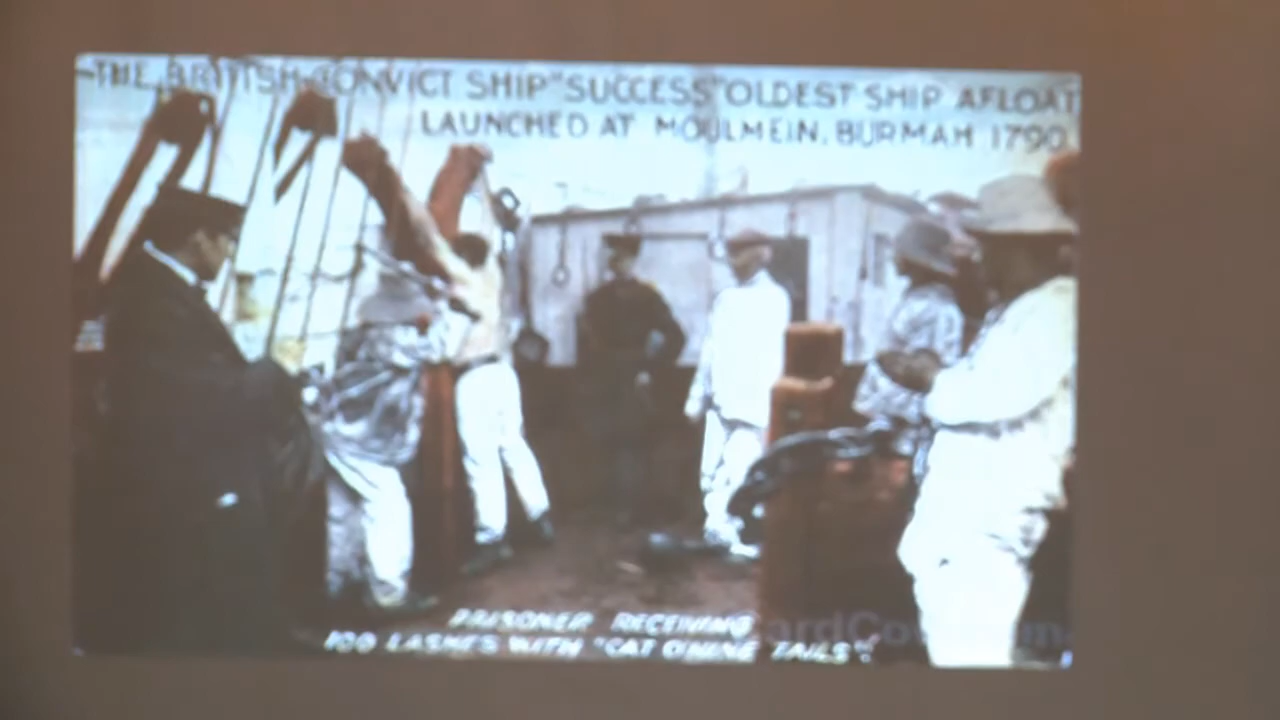 THE BRITISH CONVICT SHIP "SUCCESS" OLDEST SHIP AFLOAT
LAUNCHED AT MOULMEIN, BURMAH 1790.
PRISONER RECEIVING
100 LASHES WITH "CAT O'NINE TAILS".